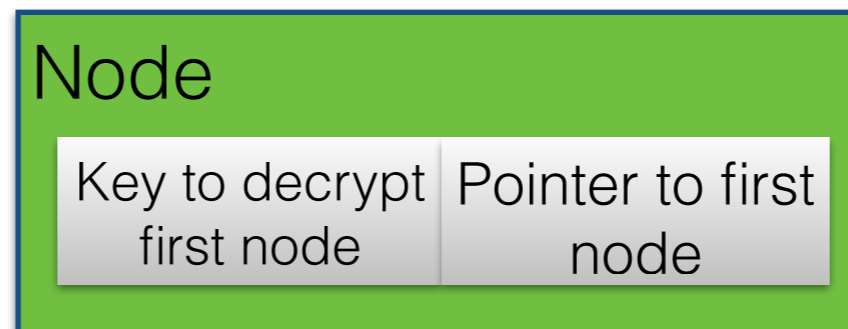 Node
Key to decrypt
first node
Pointer to first
node